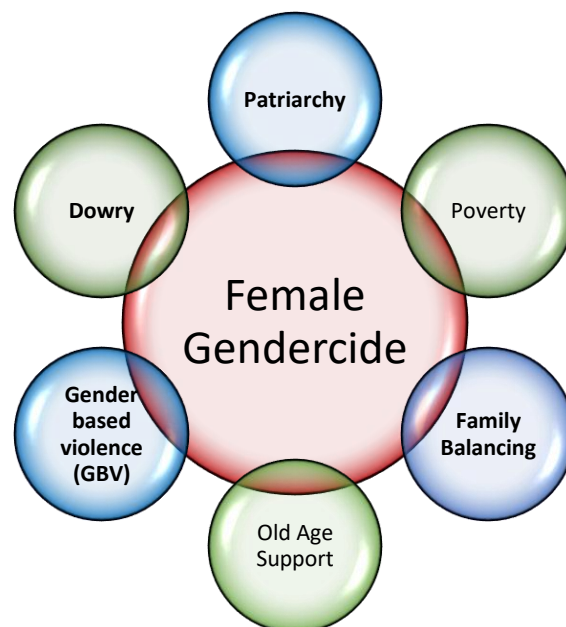 Patriarchy
Poverty
Family
Balancing
Old Age
Support
Gender
based
violence
(GBV)
Dowry
Female
Gendercide